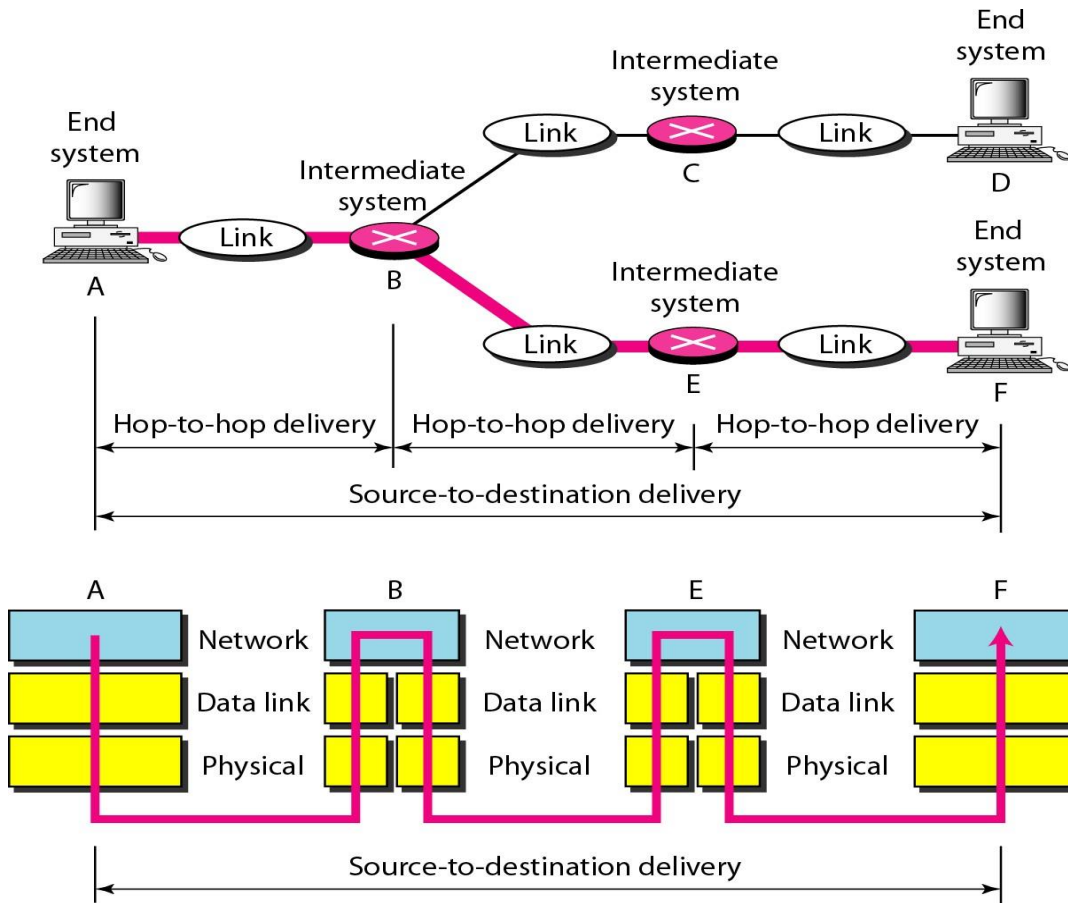 End
system
Intermediate
system
Link
Link
C
D
End
system
Intermediate
system
Link
A
B
Intermediate
system
End
system
Link
Link
E
F
Hop-to-hop delivery
Hop-to-hop delivery
Hop-to-hop delivery
Source-to-destination delivery
A
B
E
F
Network
Network
Network
Data link
Data link
Data link
Physical
Physical
Physical
Source-to-destination delivery